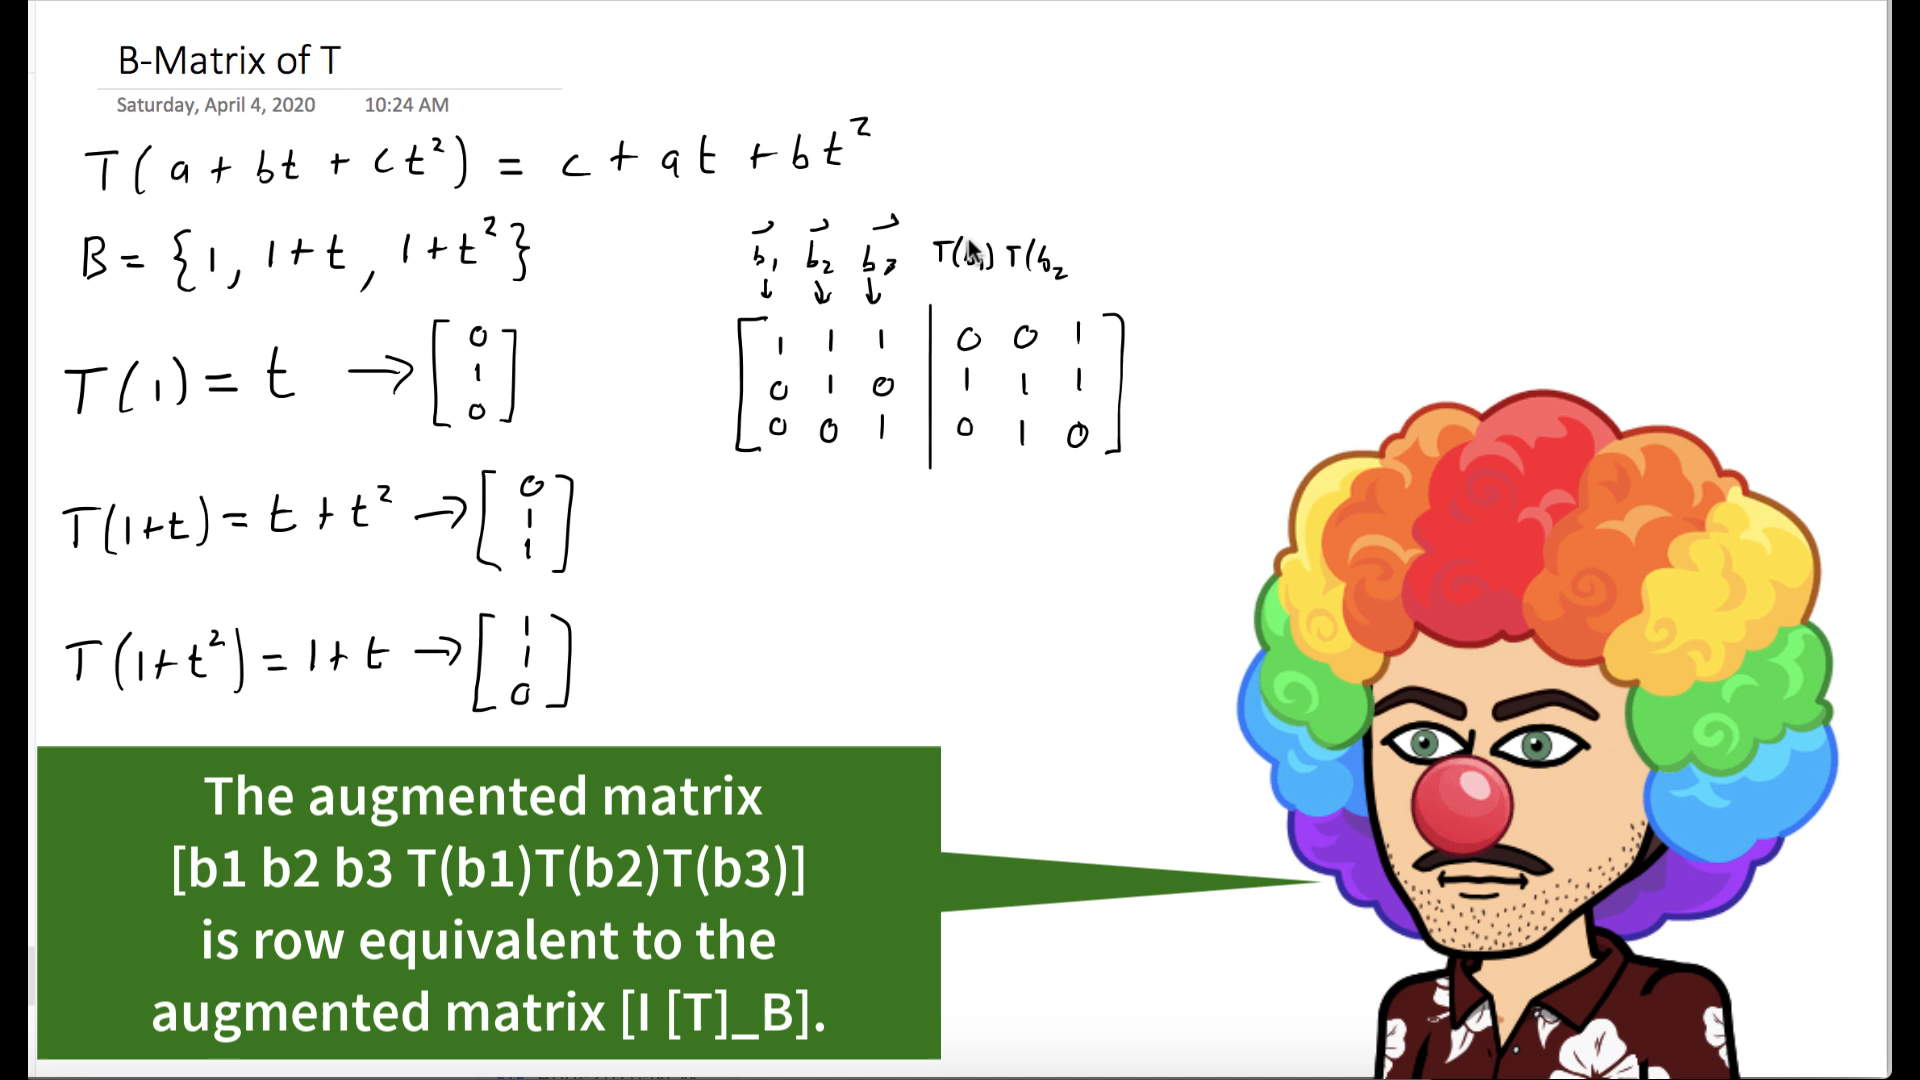 B-Matrix of T
Saturday, April 4, 2020 10:24 AM
T(a + bt + ct²) = c + at + bt²
B = {1, 1+t, 1+t²}
T(1) = t → [0 1 0]
T(1+t) = t + t² → [0 1 1]
T(1+t²) = 1+t → [1 1 0]
b₁ b₂ b₃ T(b₁) T(b₂
1 1 1 | 0 0 1
0 1 0 | 1 1 1
0 0 1 | 0 1 0
The augmented matrix
[b1 b2 b3 T(b1)T(b2)T(b3)]
is row equivalent to the
augmented matrix [I [T]_B].